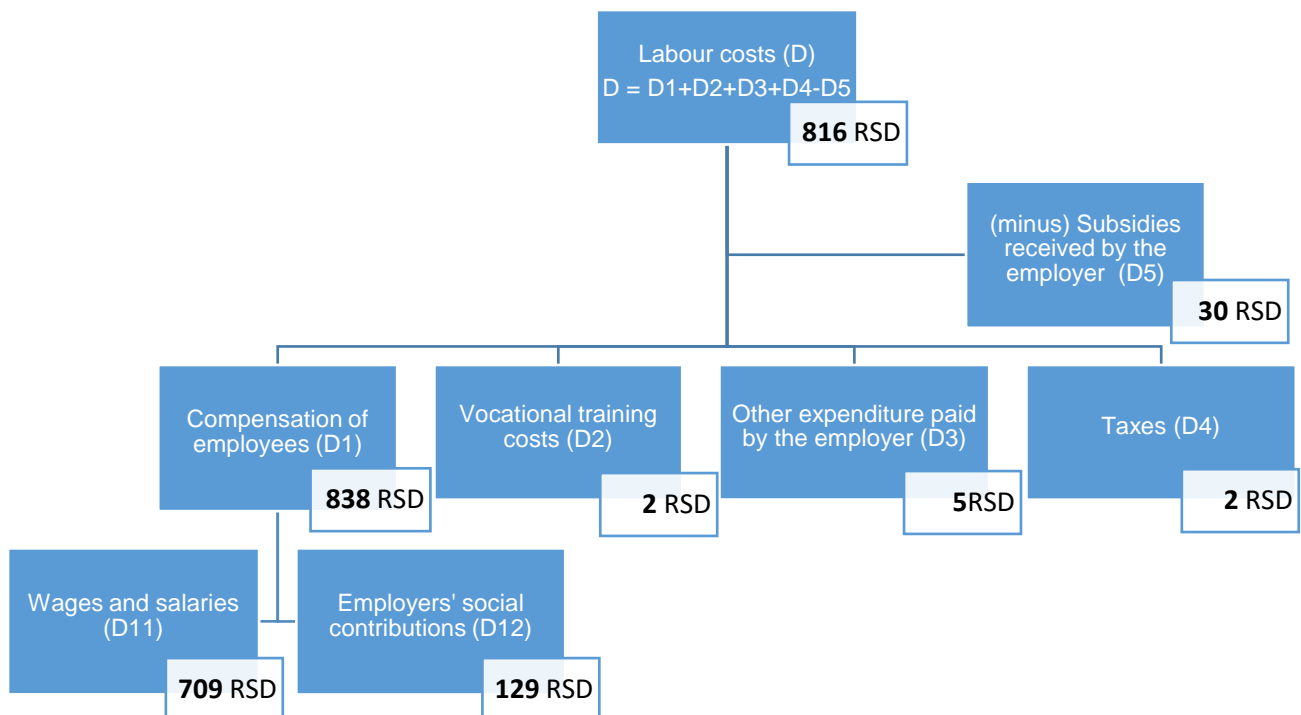 Labour costs (D)
D = D1+D2+D3+D4-D5
816 RSD
(minus) Subsidies
received by the
employer (D5)
30 RSD
Compensation of
employees (D1)
838 RSD
Vocational training
costs (D2)
2 RSD
Other expenditure paid
by the employer (D3)
5RSD
Taxes (D4)
2 RSD
Wages and salaries
(D11)
709 RSD
Employers' social
contributions (D12)
129 RSD